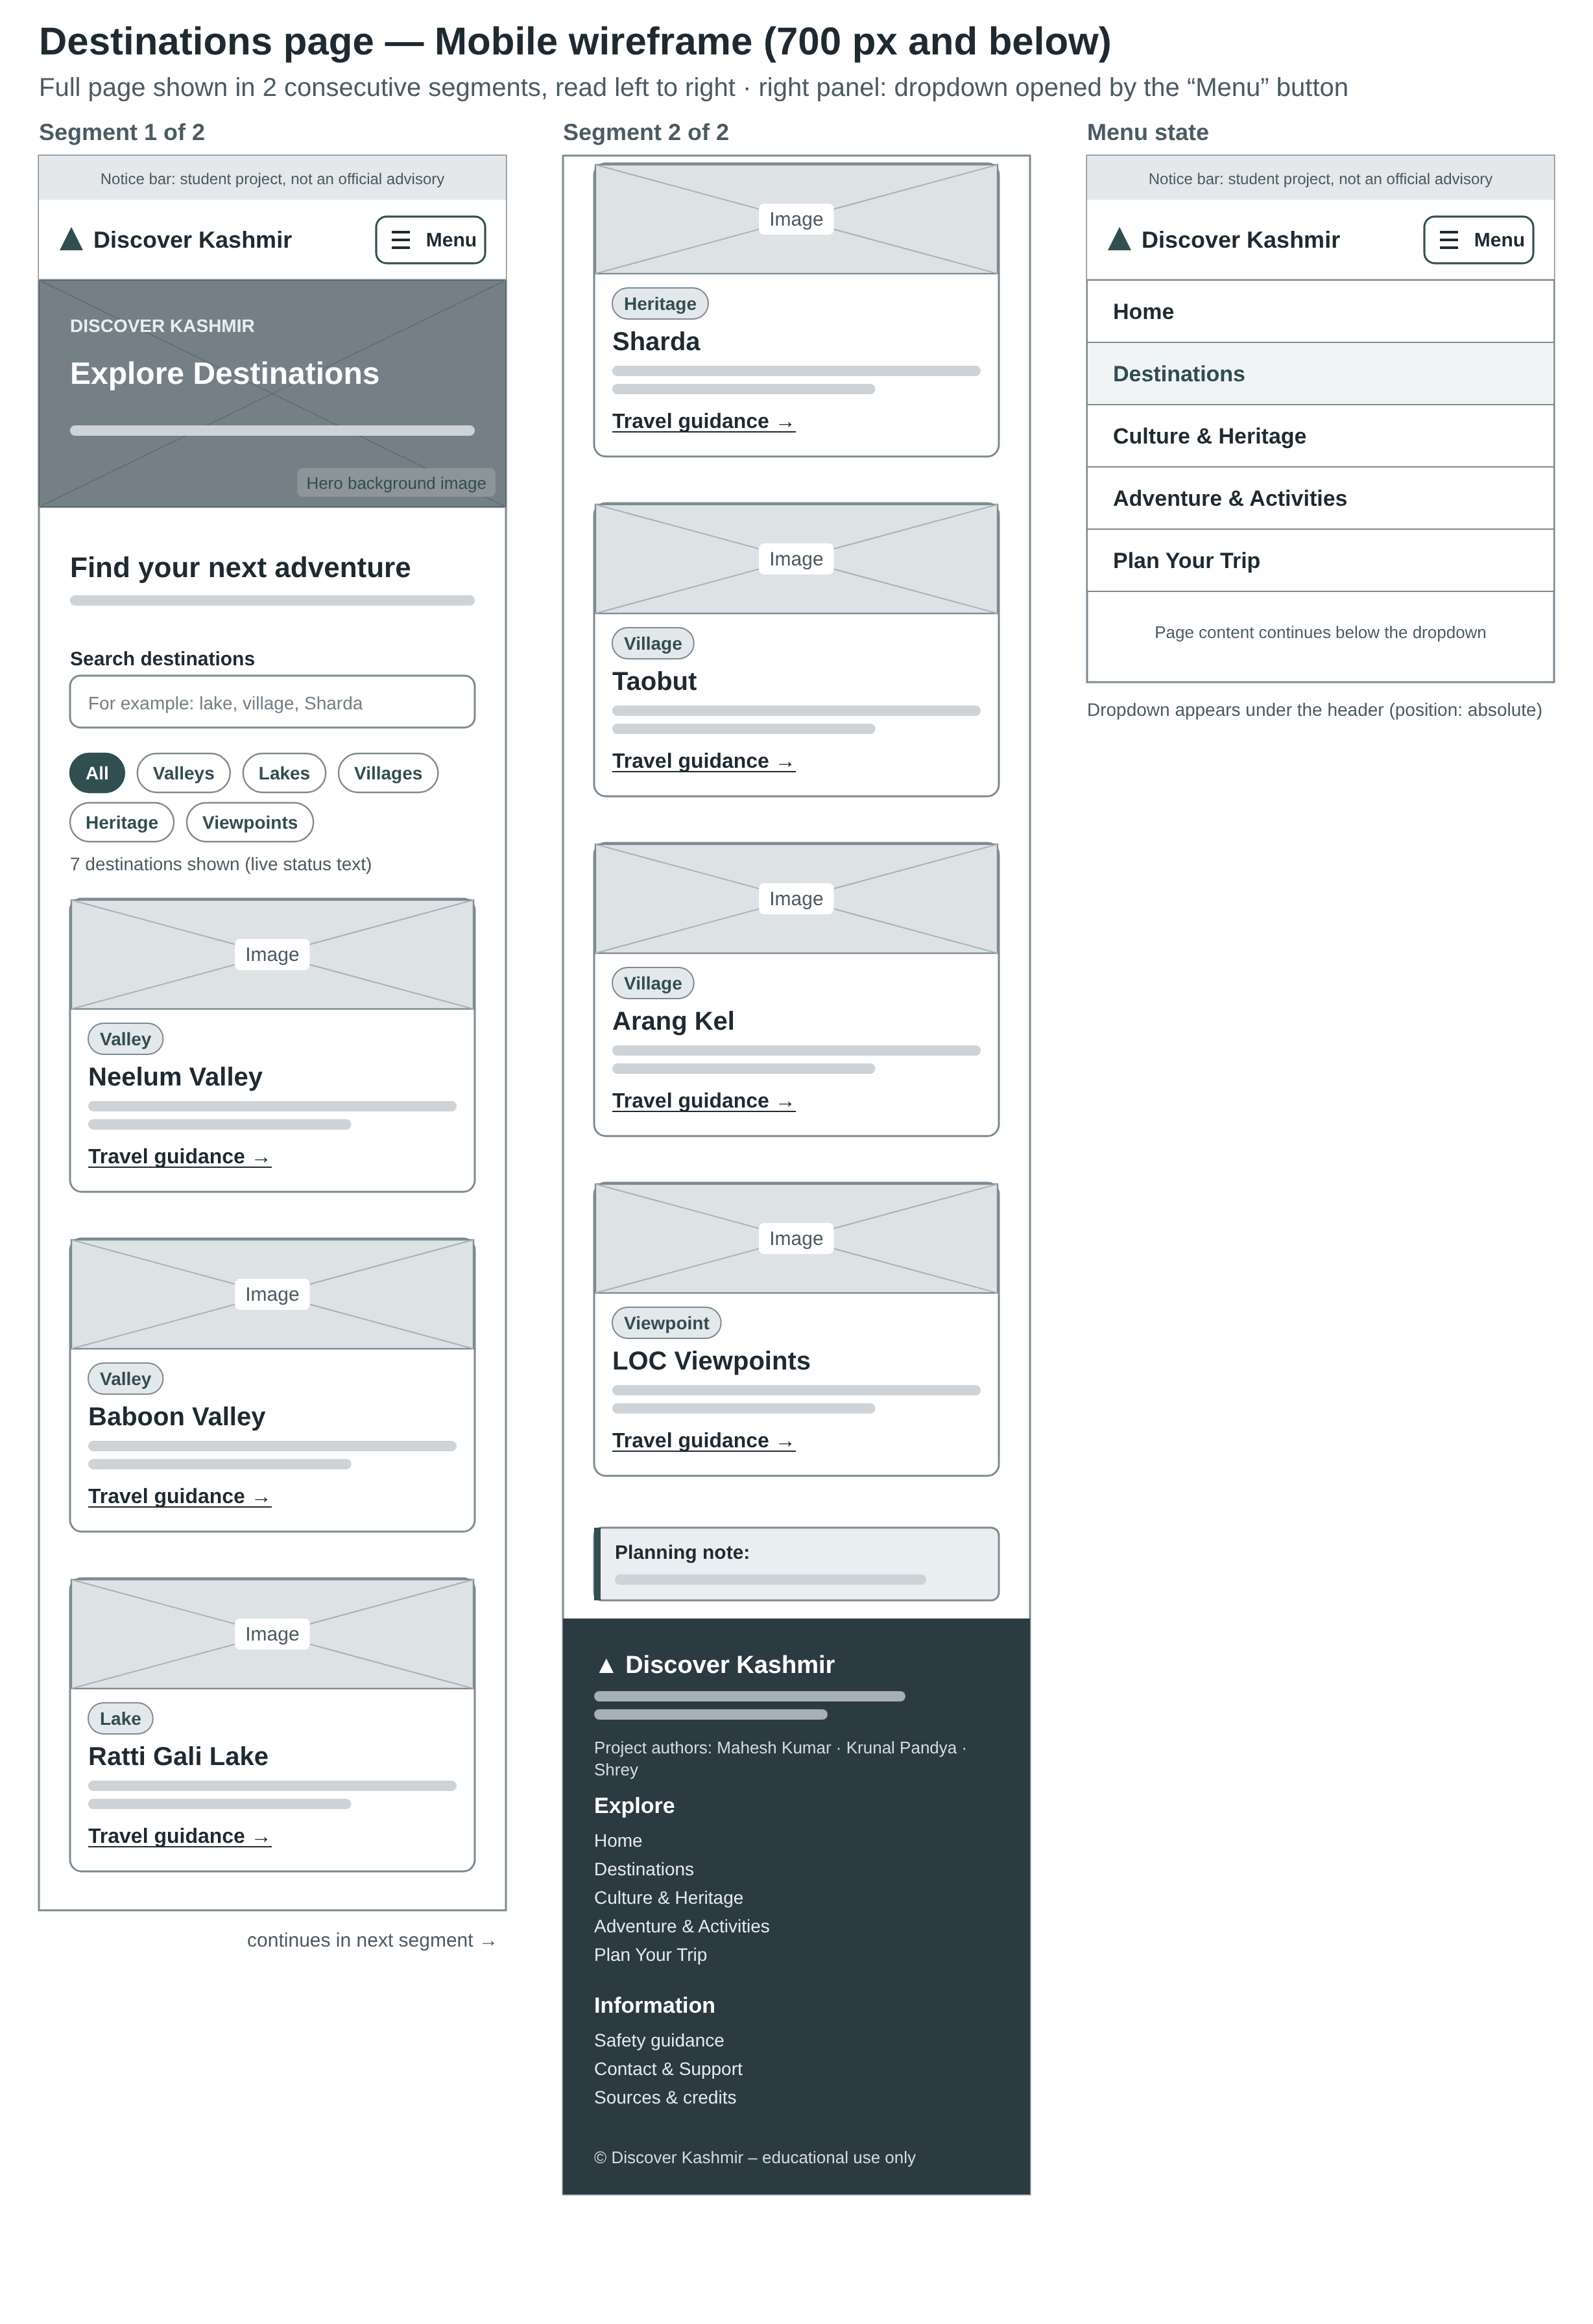 Destinations page — Mobile wireframe (700 px and below)
Full page shown in 2 consecutive segments, read left to right · right panel: dropdown opened by the “Menu” button
Segment 1 of 2
Notice bar: student project, not an official advisory
▲ Discover Kashmir
☰ Menu
DISCOVER KASHMIR
Explore Destinations
Hero background image
Find your next adventure
Search destinations
For example: lake, village, Sharda
All Valleys Lakes Villages
Heritage Viewpoints
7 destinations shown (live status text)
Image
Valley
Neelum Valley
Travel guidance →
Image
Valley
Baboon Valley
Travel guidance →
Image
Lake
Ratti Gali Lake
Travel guidance →
continues in next segment →
Segment 2 of 2
Image
Heritage
Sharda
Travel guidance →
Image
Village
Taobut
Travel guidance →
Image
Village
Arang Kel
Travel guidance →
Image
Viewpoint
LOC Viewpoints
Travel guidance →
Planning note:
▲ Discover Kashmir
Project authors: Mahesh Kumar · Krunal Pandya ·
Shrey
Explore
Home
Destinations
Culture & Heritage
Adventure & Activities
Plan Your Trip
Information
Safety guidance
Contact & Support
Sources & credits
© Discover Kashmir – educational use only
Menu state
Notice bar: student project, not an official advisory
▲ Discover Kashmir
☰ Menu
Home
Destinations
Culture & Heritage
Adventure & Activities
Plan Your Trip
Page content continues below the dropdown
Dropdown appears under the header (position: absolute)